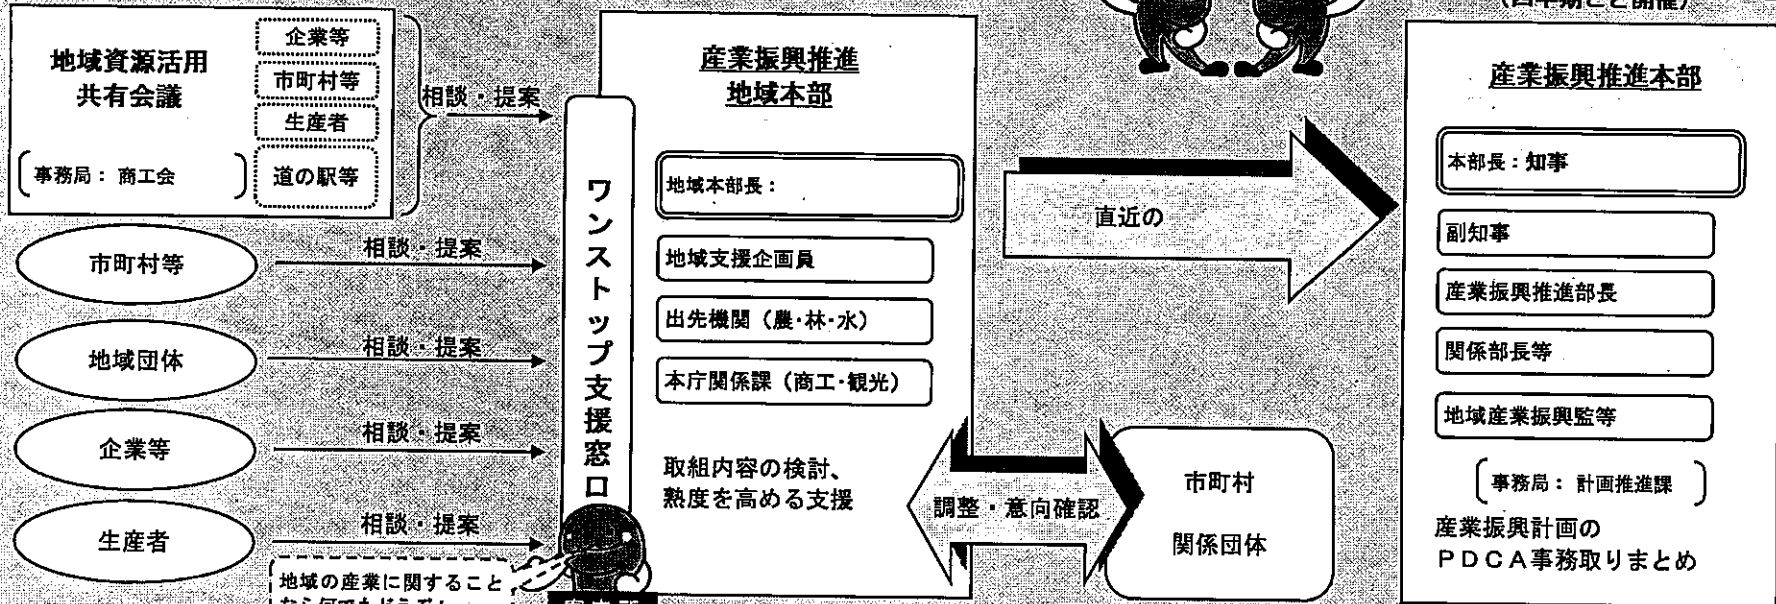 地域資源活用
共有会議
事務局：商工会
企業等
市町村等
生産者
道の駅等
相談・提案
市町村等
相談・提案
地域団体
相談・提案
企業等
相談・提案
生産者
相談・提案
地域の産業に関すること
ワンストップ支援窓口
産業振興推進
地域本部
地域本部長：
地域支援企画員
出先機関（農・林・水）
本庁関係課（商工・観光）
取組内容の検討、
熟度を高める支援
調整・意向確認
市町村
関係団体
直近の
産業振興推進本部
本部長：知事
副知事
産業振興推進部長
関係部長等
地域産業振興監等
事務局：計画推進課
産業振興計画の
ＰＤＣＡ事務取りまとめ